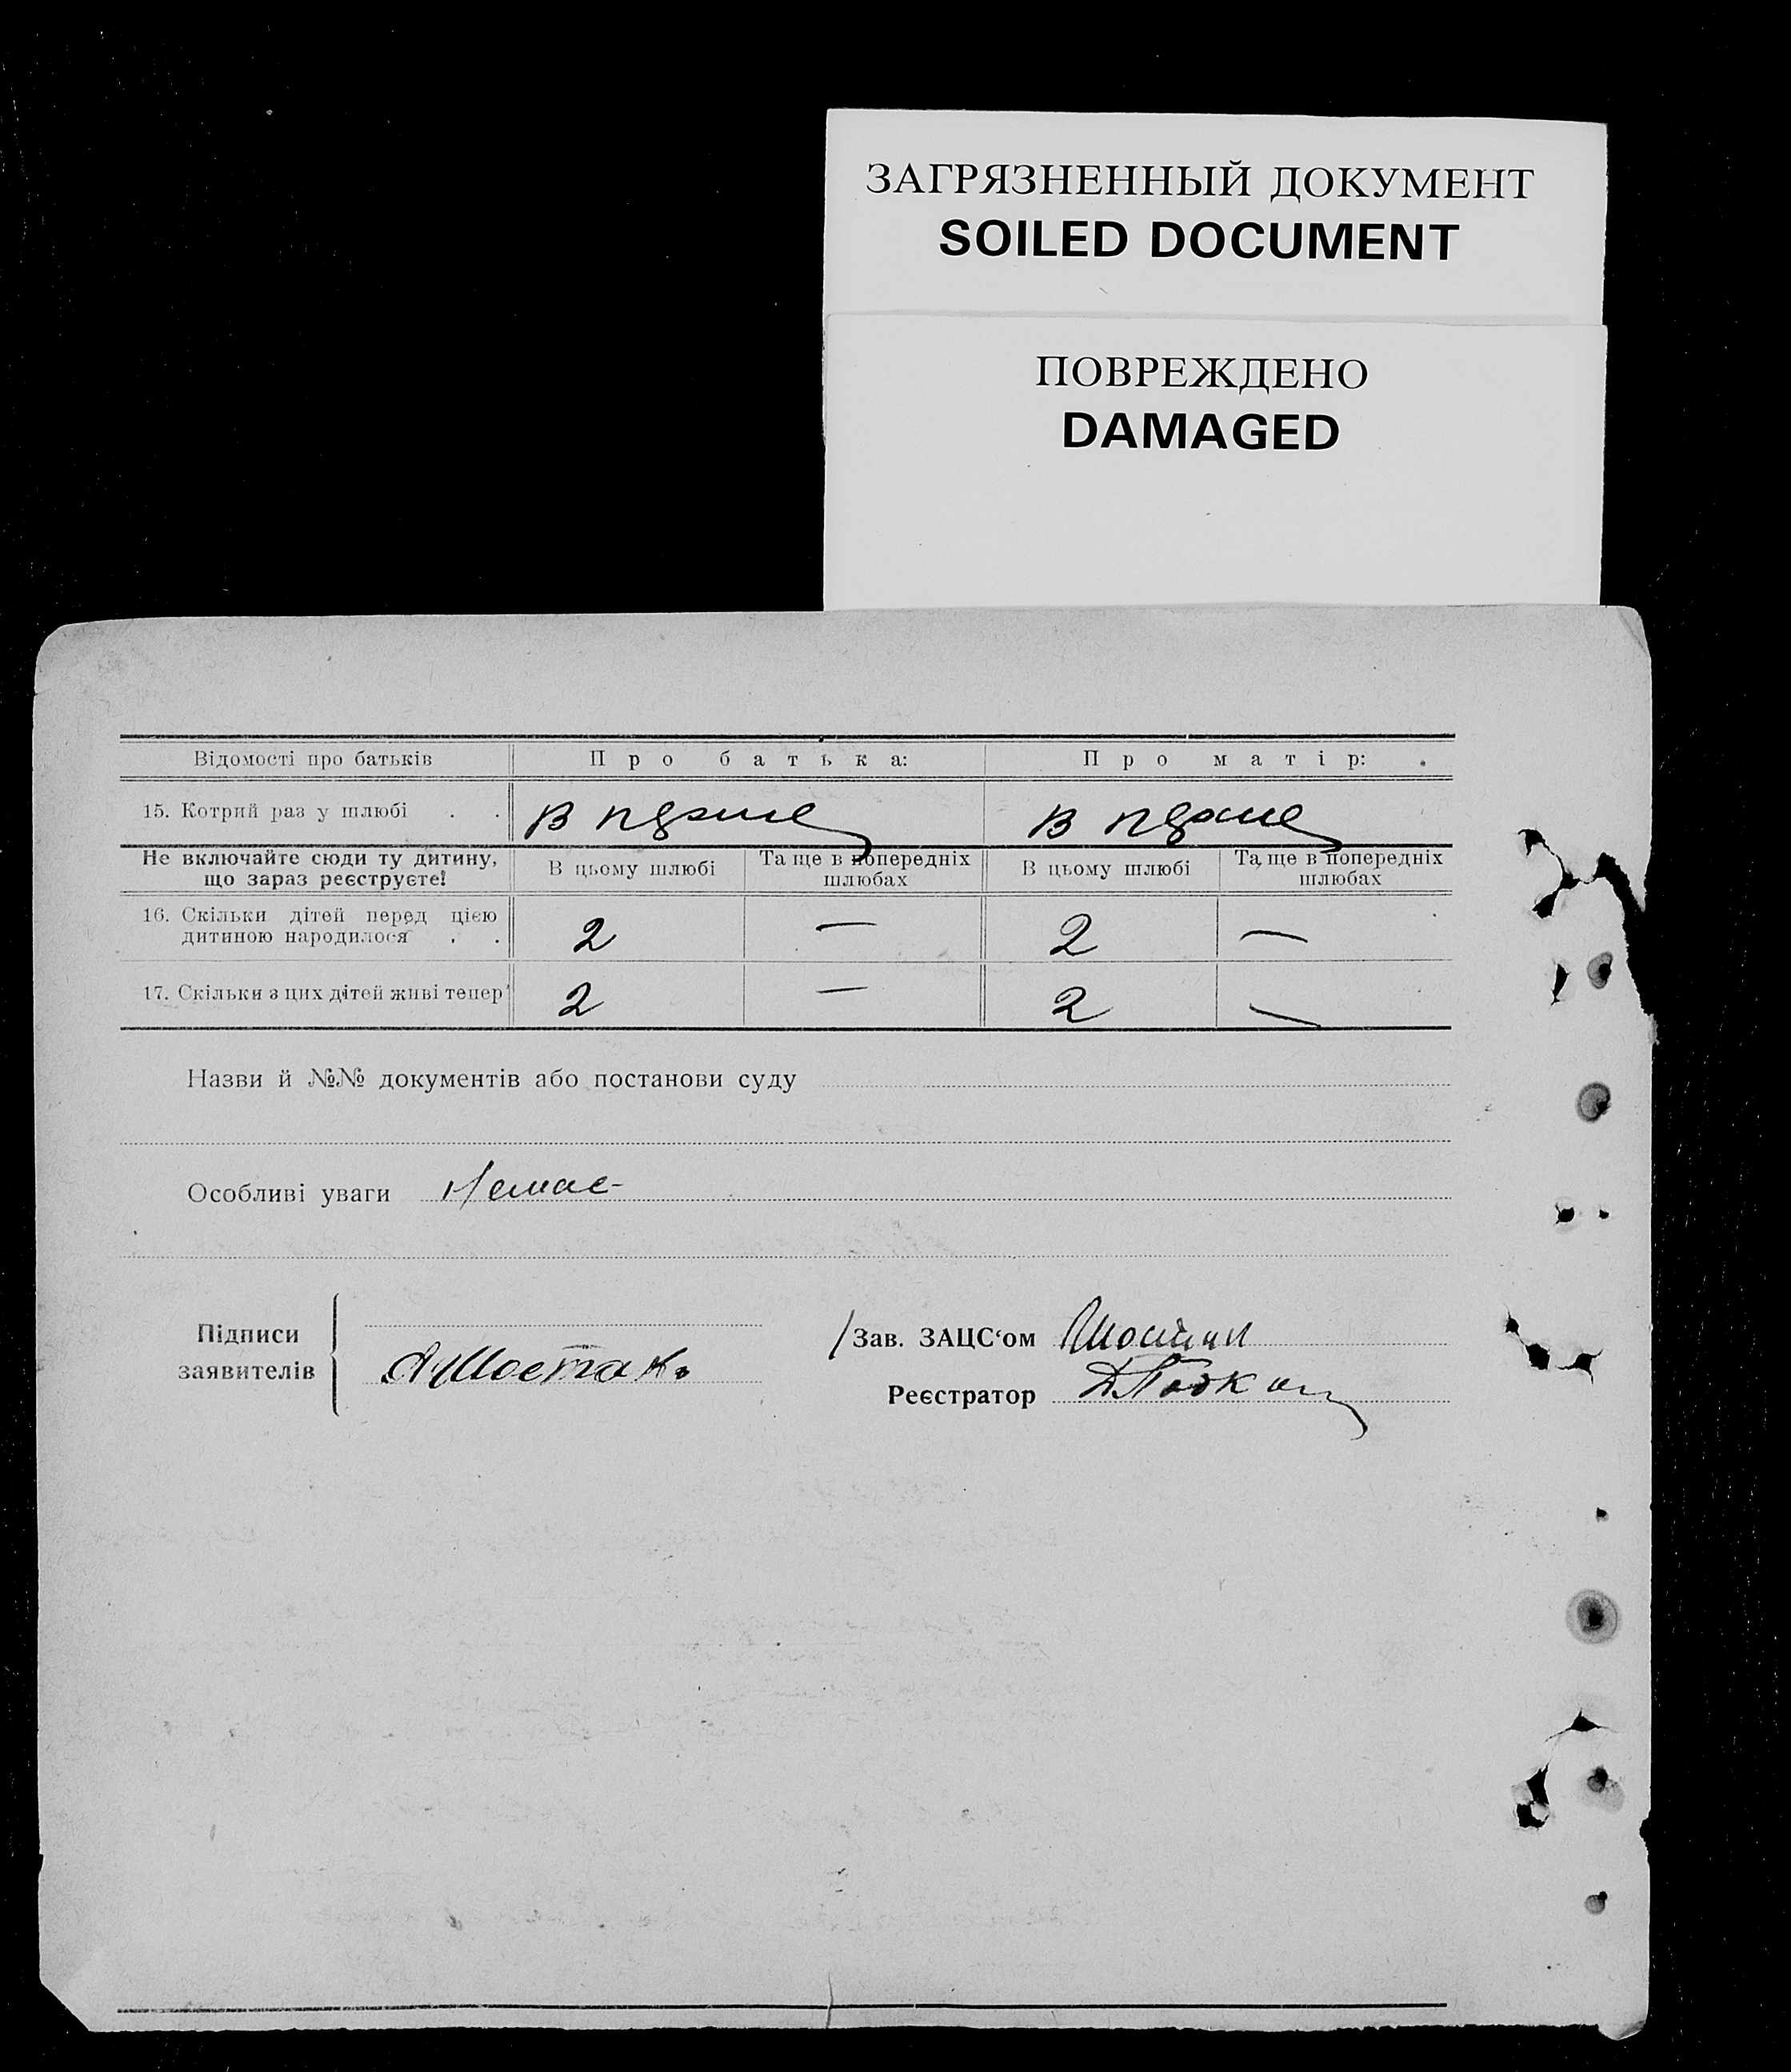 ЗАГРЯЗНЕННЫЙ ДОКУМЕНТ
SOILED DOCUMENT
ПОВРЕЖДЕНО
DAMAGED
Відомості про батьків Про батька: Про матір:
15. Котрий раз у шлюбі . . В перше В перше
Не включайте сюди ту дитину, що зараз реєструєте! В цьому шлюбі Та ще в попередніх шлюбах В цьому шлюбі Та ще в попередніх шлюбах
16. Скільки дітей перед цією дитиною народилося . . 2 — 2 —
17. Скільки з цих дітей живі тепер 2 — 2 —
Назви й №№ документів або постанови суду
Особливі уваги Немає
Підписи заявителів
Зав. ЗАЦС‘ом
Реєстратор